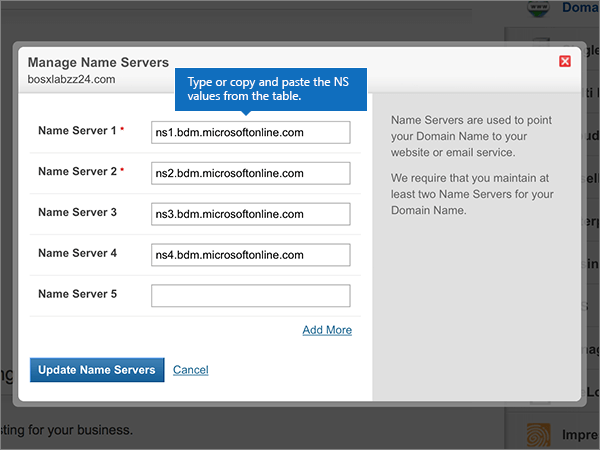 Doma
Manage Name Servers
bosxlabzz24.com
Type or copy and paste the NS
values from the table.
Name Server 1 *
ns1.bdm.microsoftonline.com
Name Server 2 *
ns2.bdm.microsoftonline.com
Name Server 3
ns3.bdm.microsoftonline.com
Name Server 4
ns4.bdm.microsoftonline.com
Name Server 5
Add More
Update Name Servers
Cancel
Name Servers are used to point
your Domain Name to your
website or email service.
We require that you maintain at
least two Name Servers for your
Domain Name.
sting for your business.
Impre